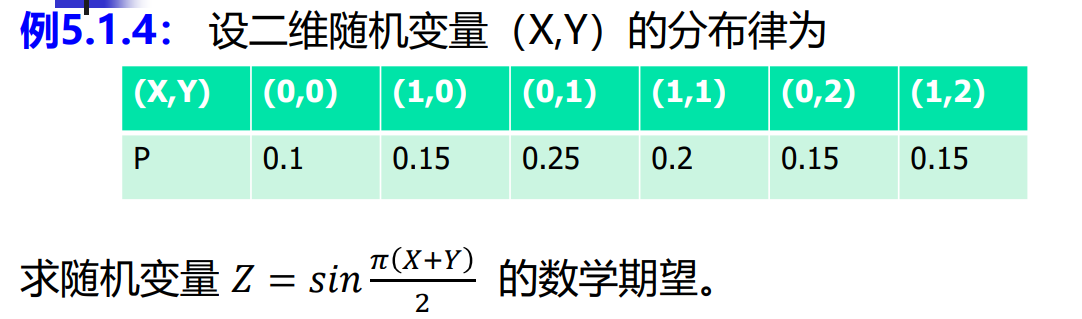 例5.1.4： 设二维随机变量（X,Y）的分布律为
(X,Y) (0,0) (1,0) (0,1) (1,1) (0,2) (1,2)
P 0.1 0.15 0.25 0.2 0.15 0.15
求随机变量 Z = sin π(X+Y)/2 的数学期望。